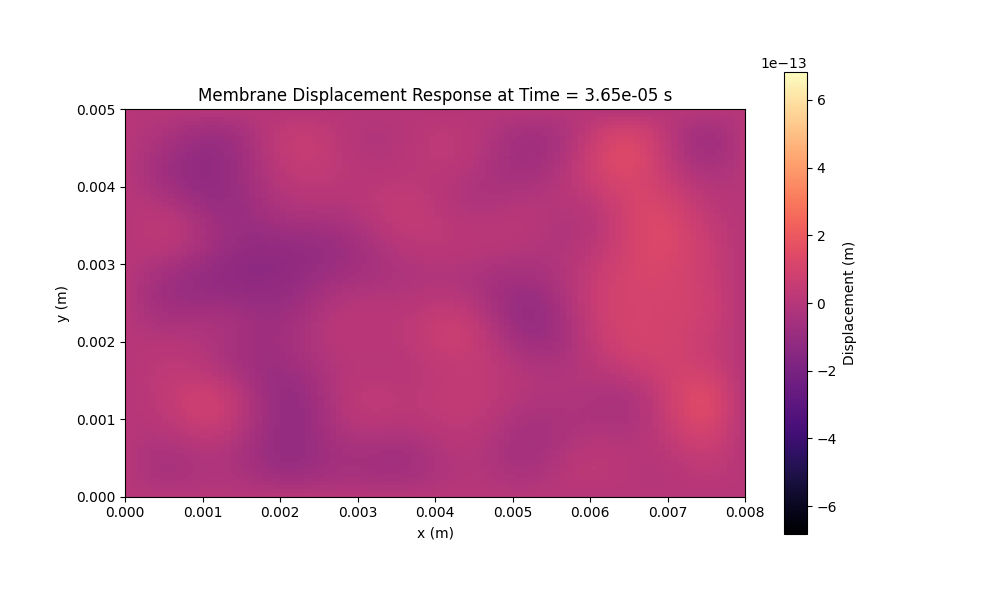 1e−13
Membrane Displacement Response at Time = 3.65e-05 s
0.005
0.004
0.003
0.002
0.001
0.000
y (m)
0.000 0.001 0.002 0.003 0.004 0.005 0.006 0.007 0.008
x (m)
6
4
2
0
−2
−4
−6
Displacement (m)